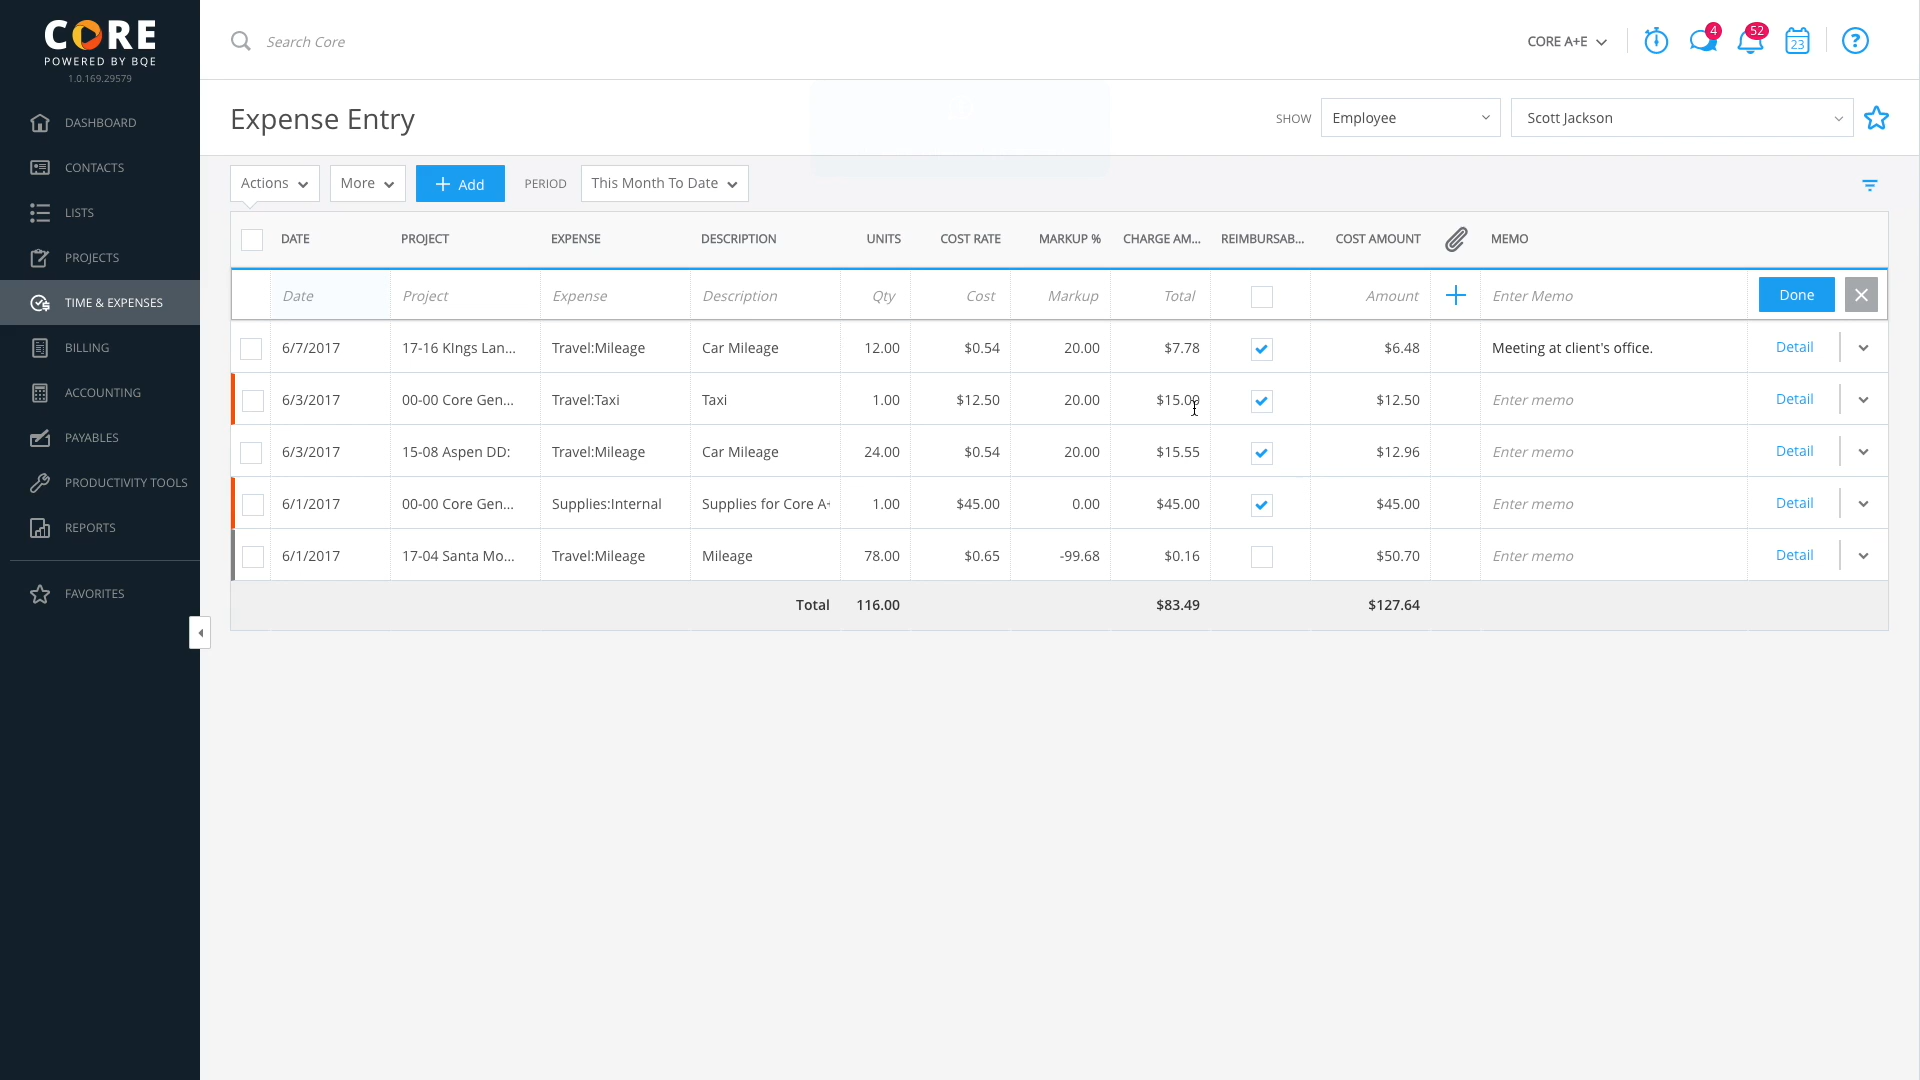 CORE
POWERED BY BQE
1.0.169.29579
DASHBOARD
CONTACTS
LISTS
PROJECTS
TIME & EXPENSES
BILLING
ACCOUNTING
PAYABLES
PRODUCTIVITY TOOLS
REPORTS
FAVORITES
Search Core
CORE A+E
4
52
23
?
Expense Entry
SHOW Employee Scott Jackson
Actions More + Add PERIOD This Month To Date
DATE PROJECT EXPENSE DESCRIPTION UNITS COST RATE MARKUP % CHARGE AM... REIMBURSAB... COST AMOUNT MEMO
Date Project Expense Description Qty Cost Markup Total Amount Enter Memo Done
6/7/2017 17-16 KIngs Lan... Travel:Mileage Car Mileage 12.00 $0.54 20.00 $7.78 $6.48 Meeting at client's office. Detail
6/3/2017 00-00 Core Gen... Travel:Taxi Taxi 1.00 $12.50 20.00 $15.00 $12.50 Enter memo Detail
6/3/2017 15-08 Aspen DD: Travel:Mileage Car Mileage 24.00 $0.54 20.00 $15.55 $12.96 Enter memo Detail
6/1/2017 00-00 Core Gen... Supplies:Internal Supplies for Core A+ 1.00 $45.00 0.00 $45.00 $45.00 Enter memo Detail
6/1/2017 17-04 Santa Mo... Travel:Mileage Mileage 78.00 $0.65 -99.68 $0.16 $50.70 Enter memo Detail
Total 116.00 $83.49 $127.64